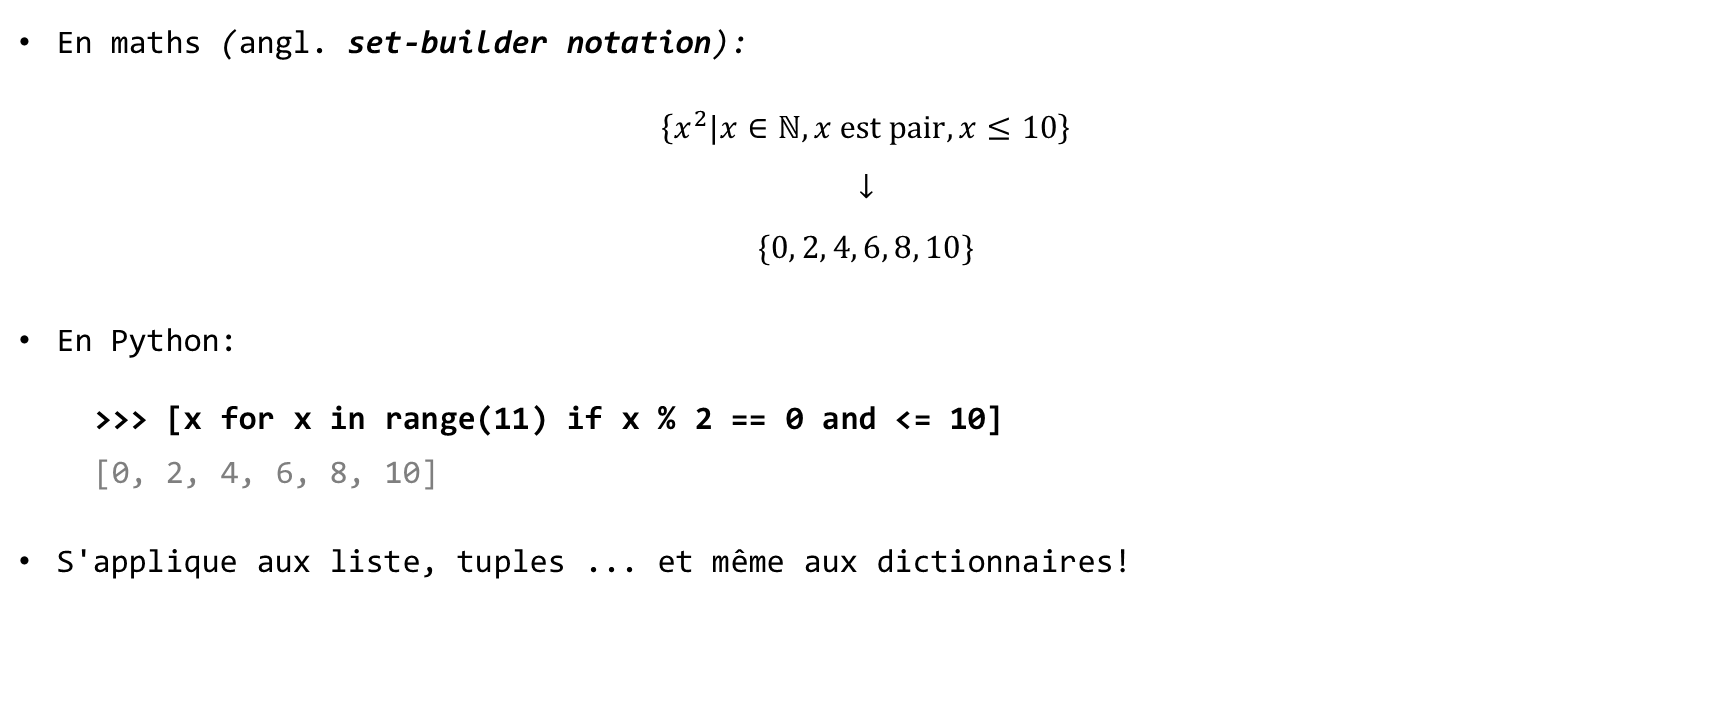 • En maths (angl. set-builder notation):
{x²|x ∈ ℕ, x est pair, x ≤ 10}
↓
{0, 2, 4, 6, 8, 10}
• En Python:
>>> [x for x in range(11) if x % 2 == 0 and <= 10]
[0, 2, 4, 6, 8, 10]
• S'applique aux liste, tuples ... et même aux dictionnaires!